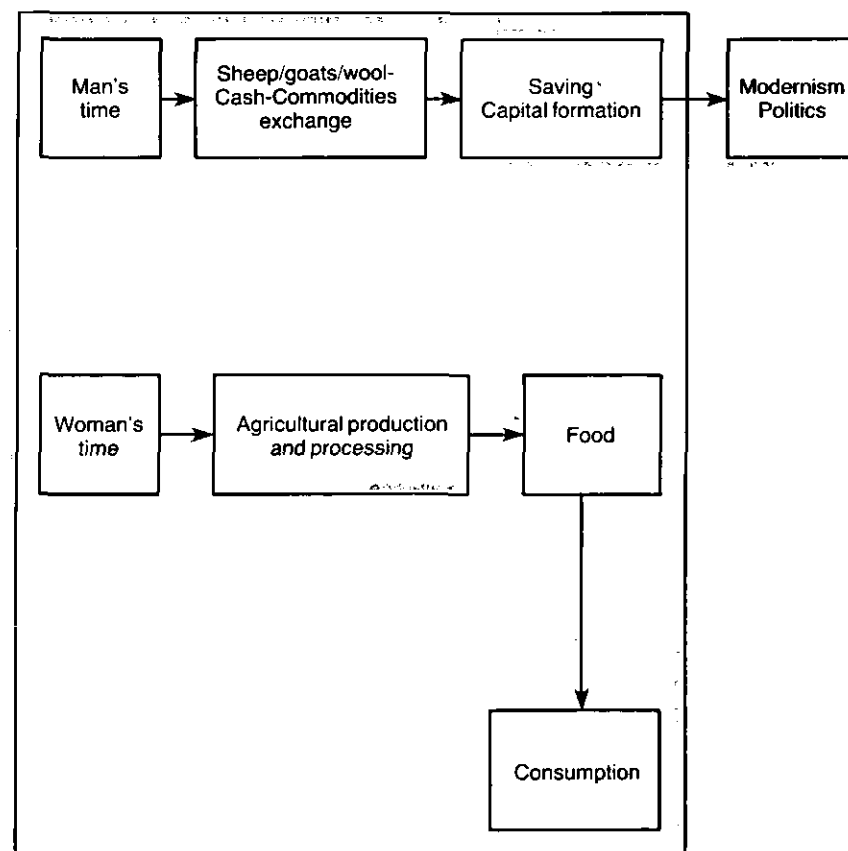 Man's
time
Sheep/goats/wool-
Cash-Commodities
exchange
Saving
Capital formation
Modernism
Politics
Woman's
time
Agricultural production
and processing
Food
Consumption